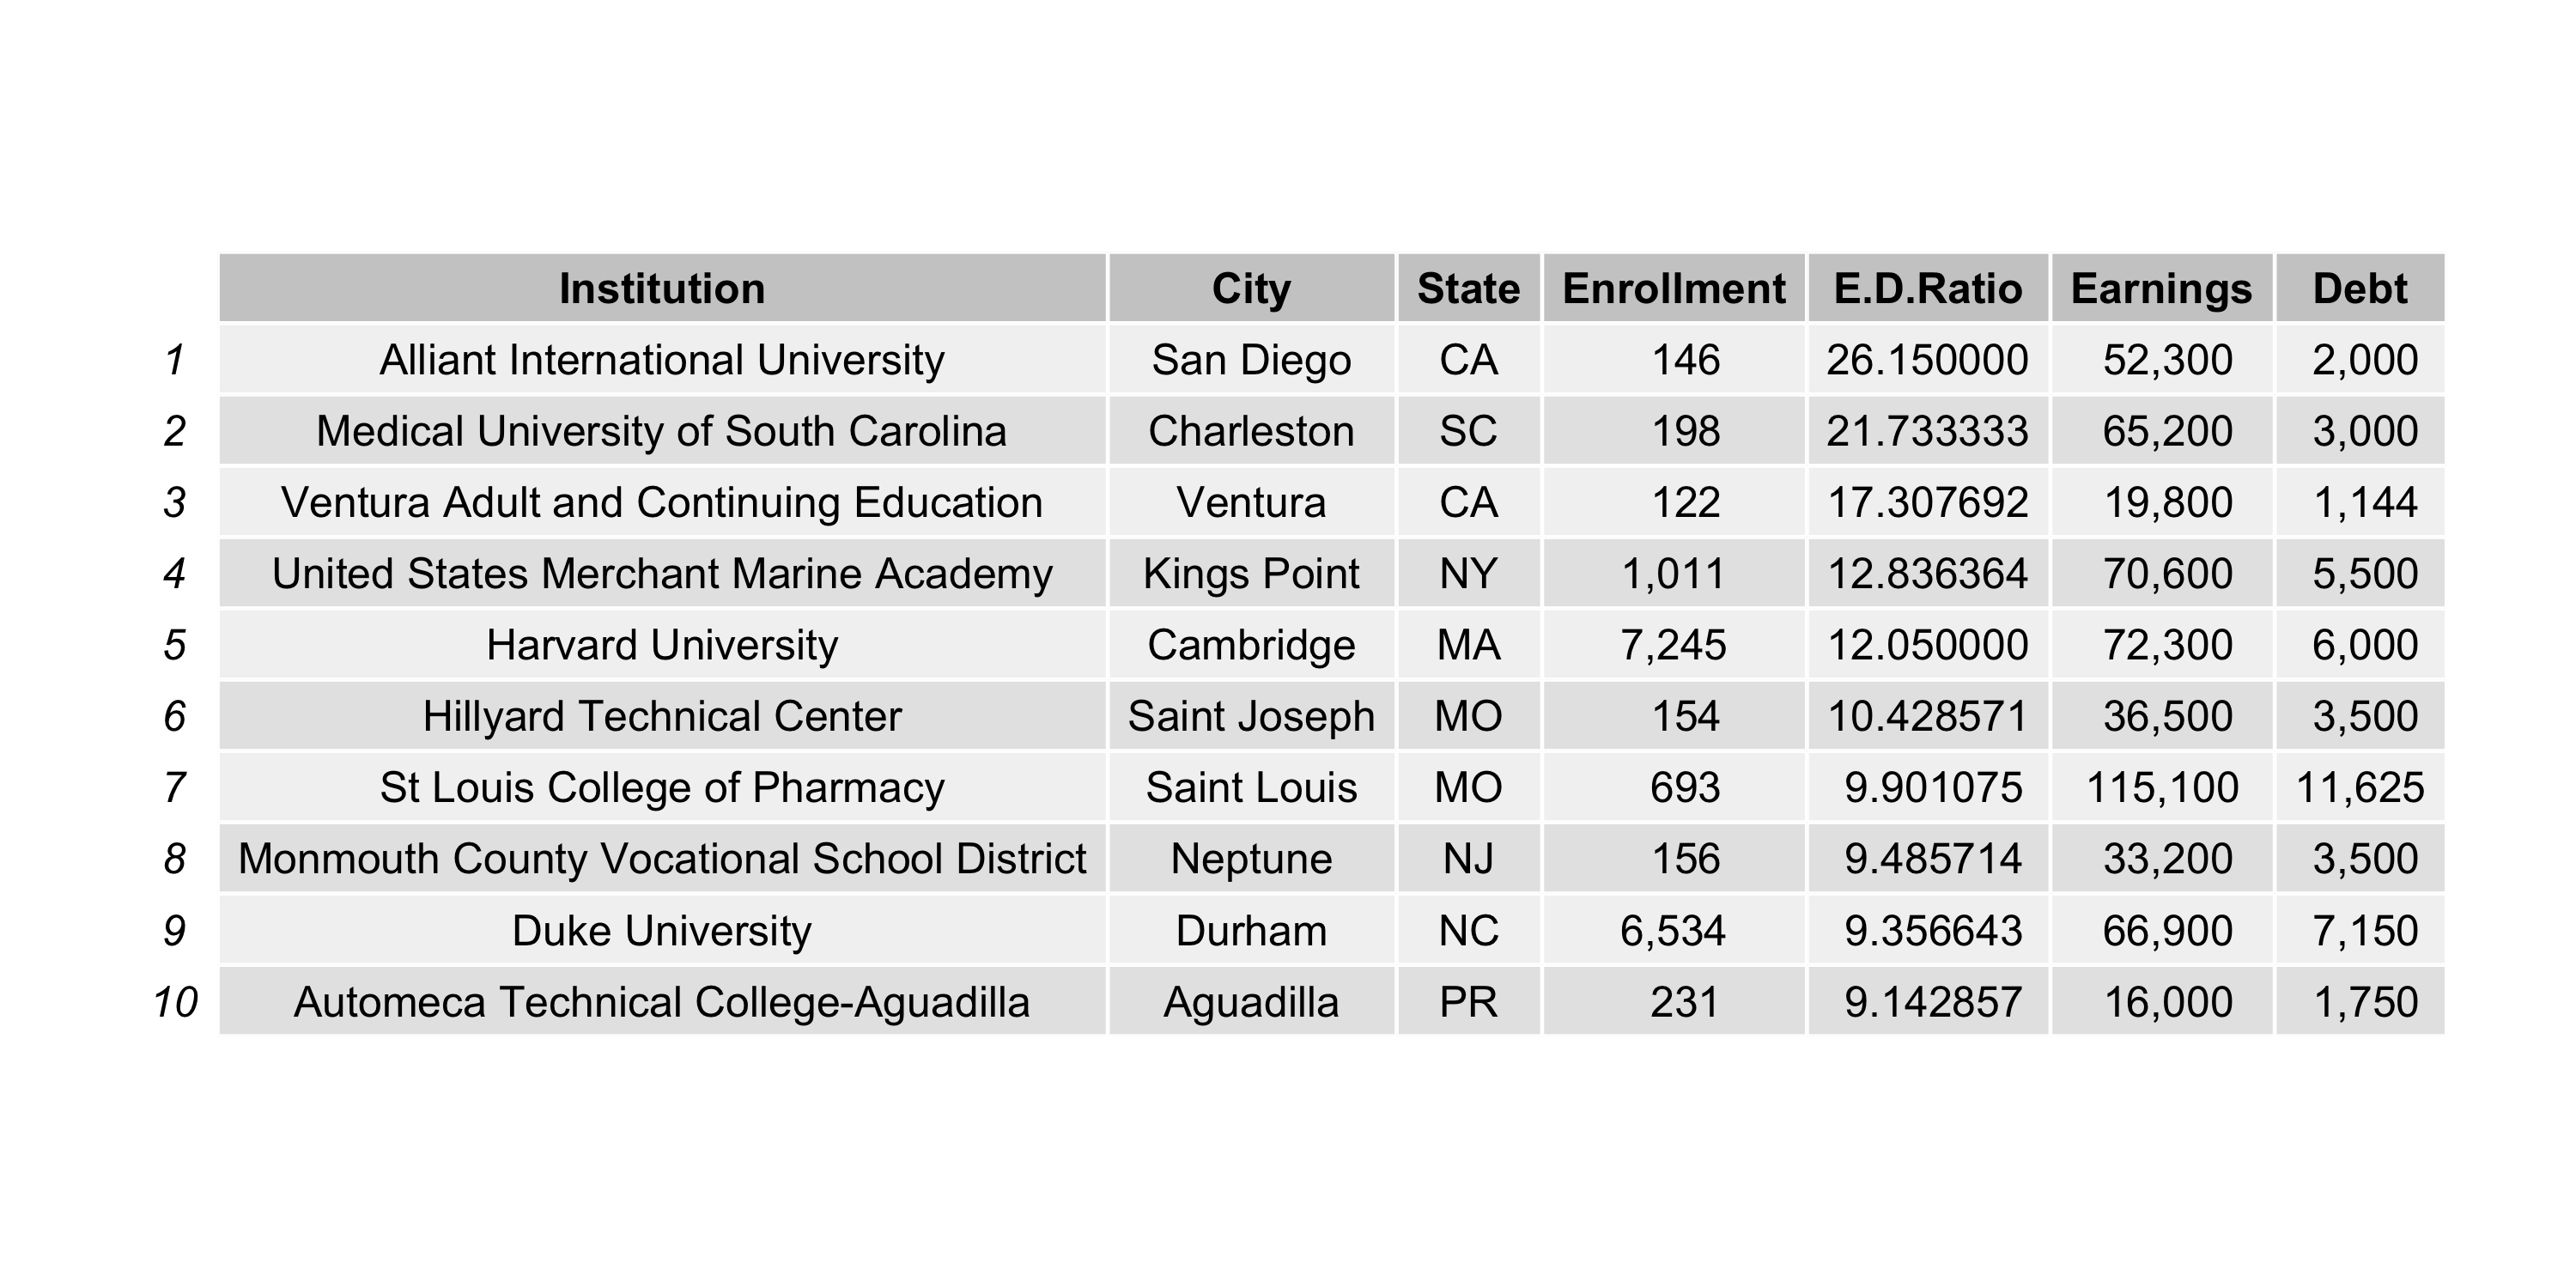 Institution City State Enrollment E.D.Ratio Earnings Debt
1 Alliant International University San Diego CA 146 26.150000 52,300 2,000
2 Medical University of South Carolina Charleston SC 198 21.733333 65,200 3,000
3 Ventura Adult and Continuing Education Ventura CA 122 17.307692 19,800 1,144
4 United States Merchant Marine Academy Kings Point NY 1,011 12.836364 70,600 5,500
5 Harvard University Cambridge MA 7,245 12.050000 72,300 6,000
6 Hillyard Technical Center Saint Joseph MO 154 10.428571 36,500 3,500
7 St Louis College of Pharmacy Saint Louis MO 693 9.901075 115,100 11,625
8 Monmouth County Vocational School District Neptune NJ 156 9.485714 33,200 3,500
9 Duke University Durham NC 6,534 9.356643 66,900 7,150
10 Automeca Technical College-Aguadilla Aguadilla PR 231 9.142857 16,000 1,750